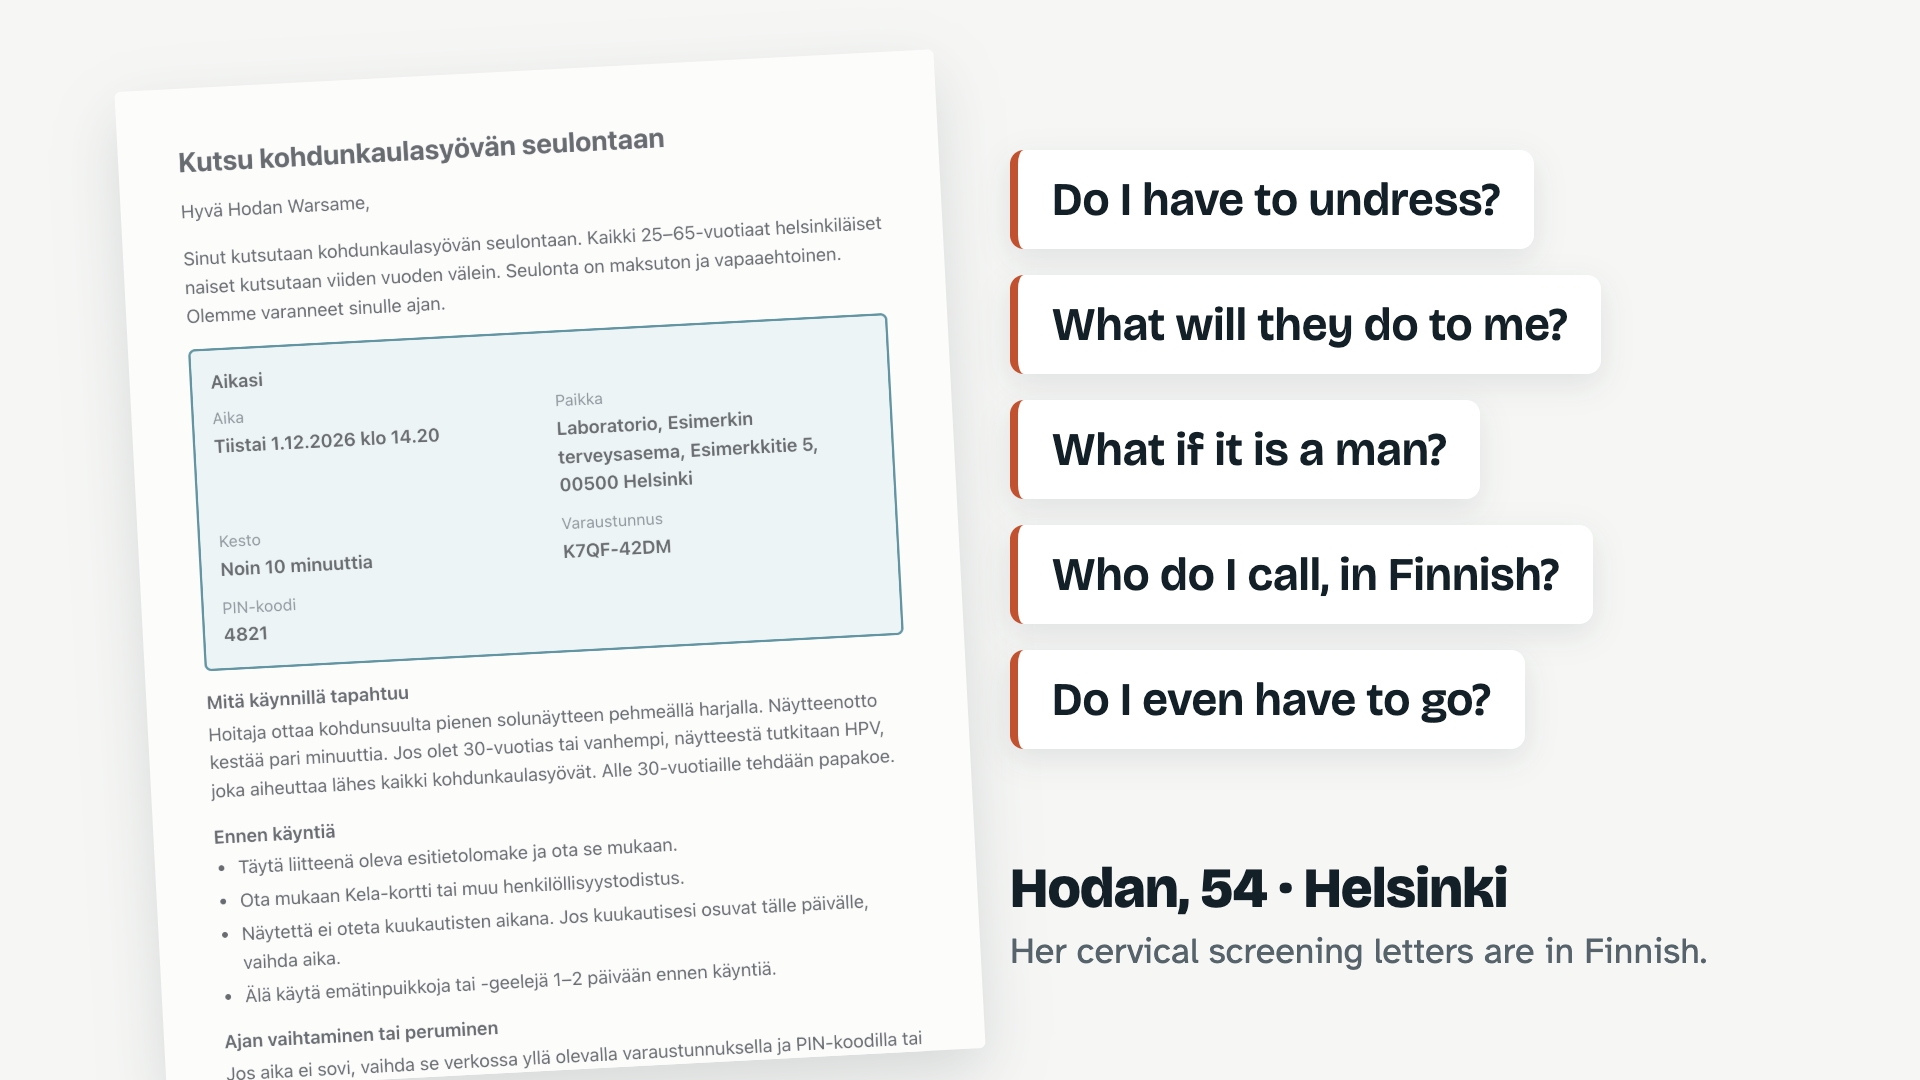 Kutsu kohdunkaulasyövän seulontaan
Hyvä Hodan Warsame,
Sinut kutsutaan kohdunkaulasyövän seulontaan. Kaikki 25–65-vuotiaat helsinkiläiset
naiset kutsutaan viiden vuoden välein. Seulonta on maksuton ja vapaaehtoinen.
Olemme varanneet sinulle ajan.
Aikasi
Aika
Tiistai 1.12.2026 klo 14.20
Paikka
Laboratorio, Esimerkin
terveysasema, Esimerkkitie 5,
00500 Helsinki
Kesto
Noin 10 minuuttia
Varaustunnus
K7QF-42DM
PIN-koodi
4821
Mitä käynnillä tapahtuu
Hoitaja ottaa kohdunsuulta pienen solunäytteen pehmeällä harjalla. Näytteenotto
kestää pari minuuttia. Jos olet 30-vuotias tai vanhempi, näytteestä tutkitaan HPV,
joka aiheuttaa lähes kaikki kohdunkaulasyövät. Alle 30-vuotiaille tehdään papakoe.
Ennen käyntiä
• Täytä liitteenä oleva esitietolomake ja ota se mukaan.
• Ota mukaan Kela-kortti tai muu henkilöllisyystodistus.
• Näytettä ei oteta kuukautisten aikana. Jos kuukautisesi osuvat tälle päivälle,
vaihda aika.
• Älä käytä emätinpuikkoja tai -geelejä 1–2 päivään ennen käyntiä.
Ajan vaihtaminen tai peruminen
Jos aika ei sovi, vaihda se verkossa yllä olevalla varaustunnuksella ja PIN-koodilla tai
Do I have to undress?
What will they do to me?
What if it is a man?
Who do I call, in Finnish?
Do I even have to go?
Hodan, 54 • Helsinki
Her cervical screening letters are in Finnish.